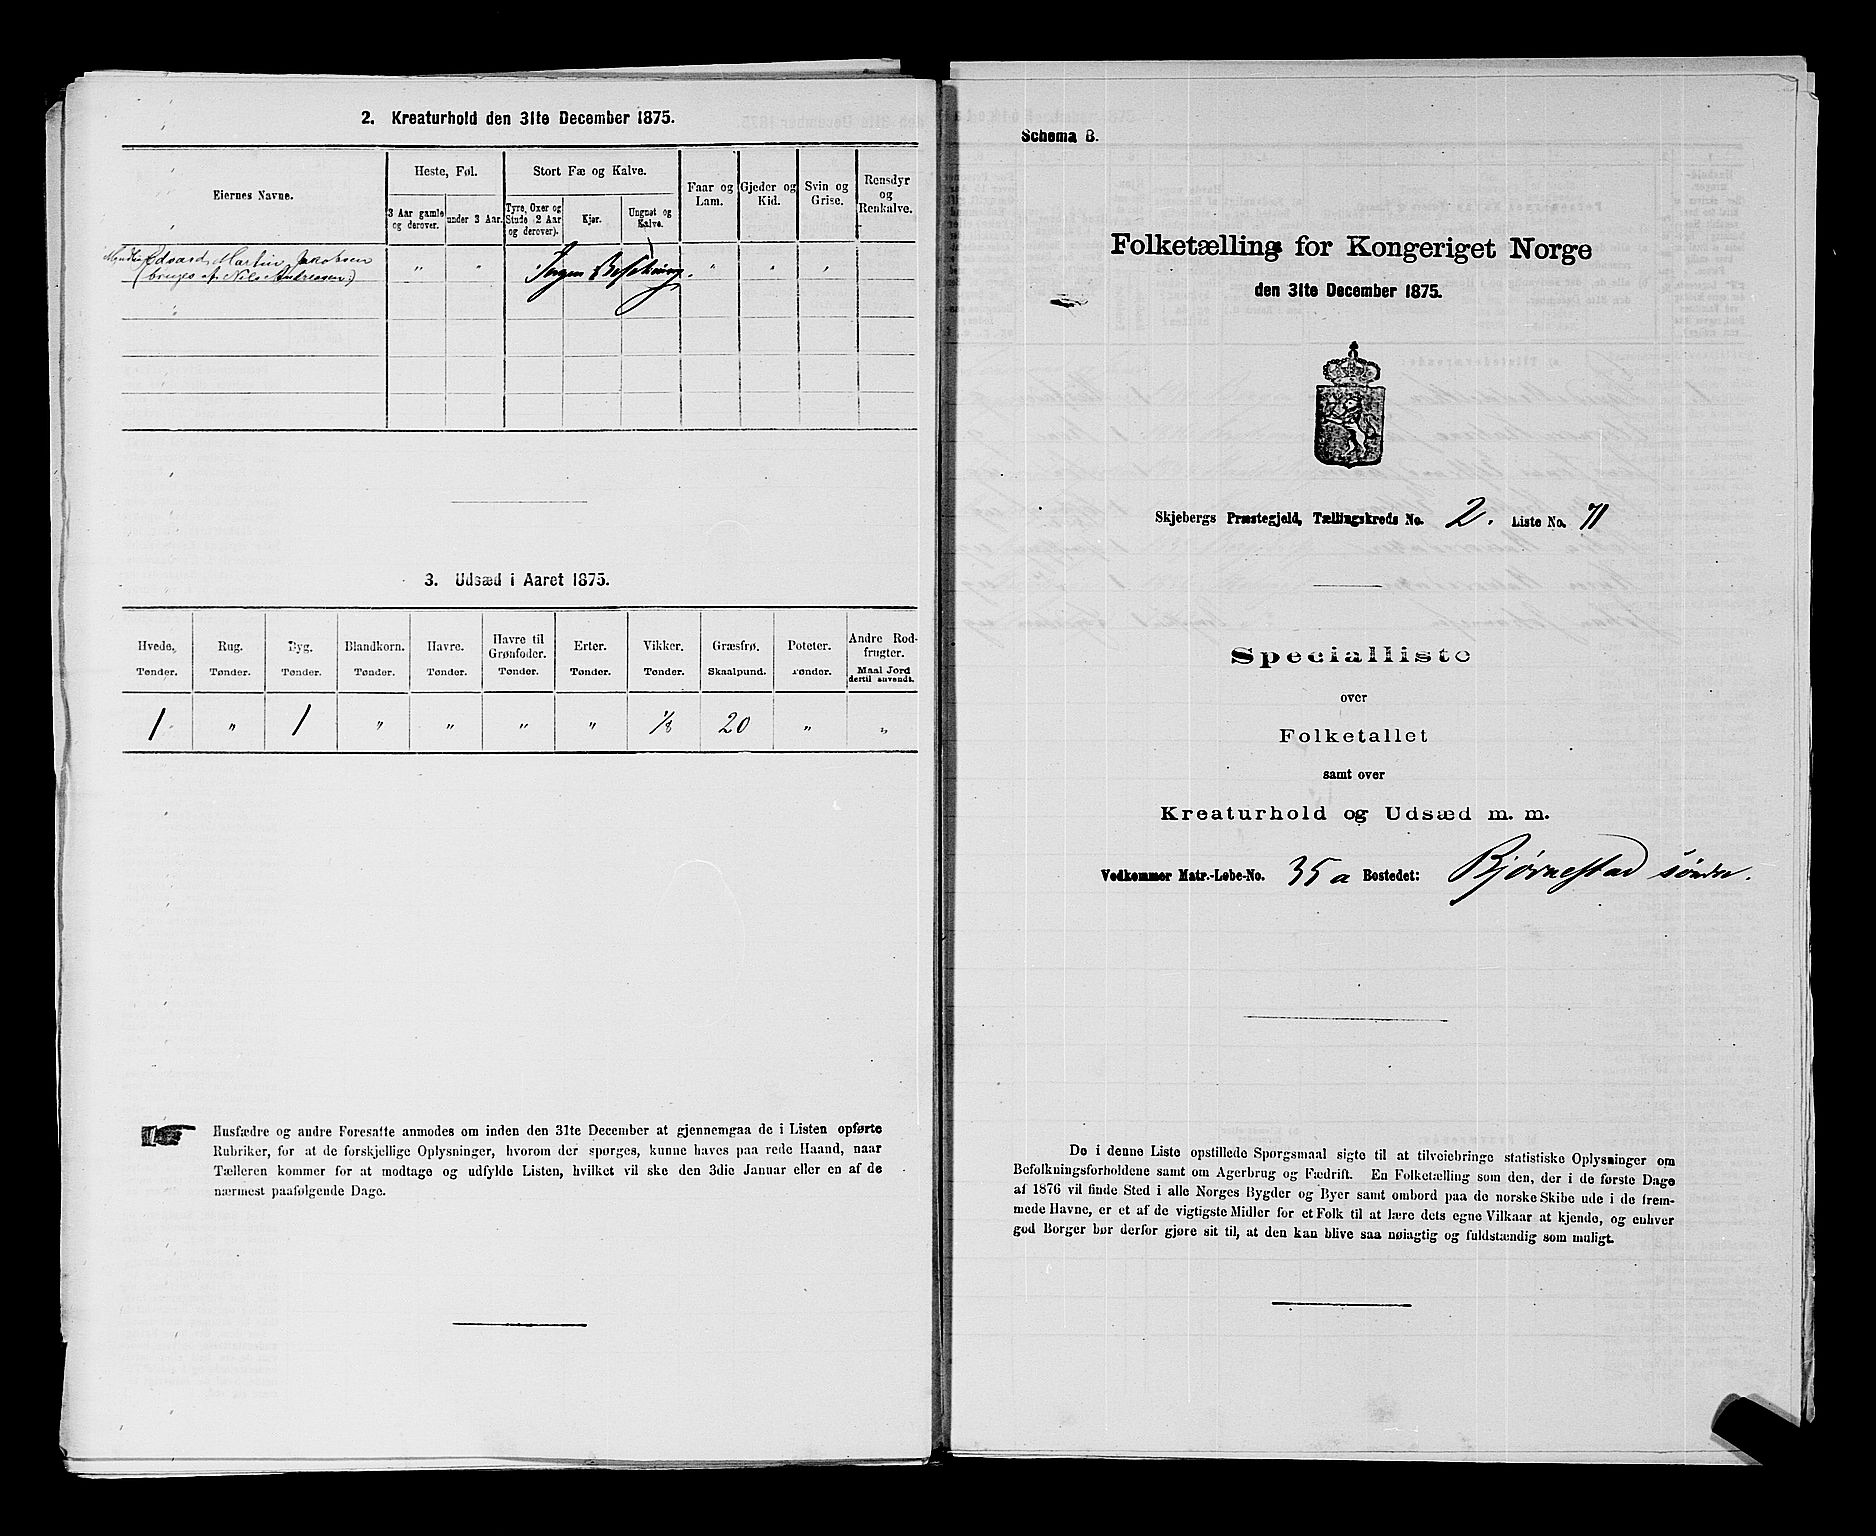 2. Kreaturhold den 31te December 1875.
Eiernes Navne.
Heste, Føl.
Stort Fæ og Kalve.
Faar og Lam.
Gjeder og Kid.
Svin og Grise.
Rensdyr og Renkalve.
3 Aar gamle og derover.
under 3 Aar.
Tyre, Oxer og Stude 2 Aar og derover).
Kjør.
Ungnøt og Kalve.
Edvard Martin Jakobsen
(bruges af Nils Andreasen)
" " " Ingen Besetning. " " "
"
3. Udsæd i Aaret 1875.
Hvede. Rug. Byg. Blandkorn. Havre. Havre til Grønfoder. Erter. Vikker. Græsfrø. Poteter. Andre Rodfrugter.
Tønder. Tønder. Tønder. Tønder. Tønder. Tønder. Tønder. Tønder. Skaalpund. Tønder. Maal Jord dertil anvendt.
1 " 1 " " " " 1/8 20 " "
Husfædre og andre Foresatte anmodes om inden den 31te December at gjennemgaa de i Listen opførte
Rubriker, for at de forskjellige Oplysninger, hvorom der spørges, kunne haves paa rede Haand, naar
Tælleren kommer for at modtage og udfylde Listen, hvilket vil ske den 3die Januar eller en af de
nærmest paafølgende Dage.
Schema B.
Folketælling for Kongeriget Norge
den 31te December 1875.
Skjebergs Præstegjeld, Tællingskreds No. 2. Liste No. 71
Specialliste
over
Folketallet
samt over
Kreaturhold og Udsæd m. m.
Vedkommer Matr.-Løbe-No. 35 a Bostedet: Bjørnestad søndre.
De i denne Liste opstillede Spørgsmaal sigte til at tilveiebringe statistiske Oplysninger om
Befolkningsforholdene samt om Agerbrug og Fædrift. En Folketælling som den, der i de første Dage
af 1876 vil finde Sted i alle Norges Bygder og Byer samt ombord paa de norske Skibe ude i de frem-
mede Havne, er et af de vigtigste Midler for et Folk til at lære dets egne Vilkaar at kjende, og enhver
god Borger bør derfor gjøre sit til, at den kan blive saa nøiagtig og fuldstændig som muligt.